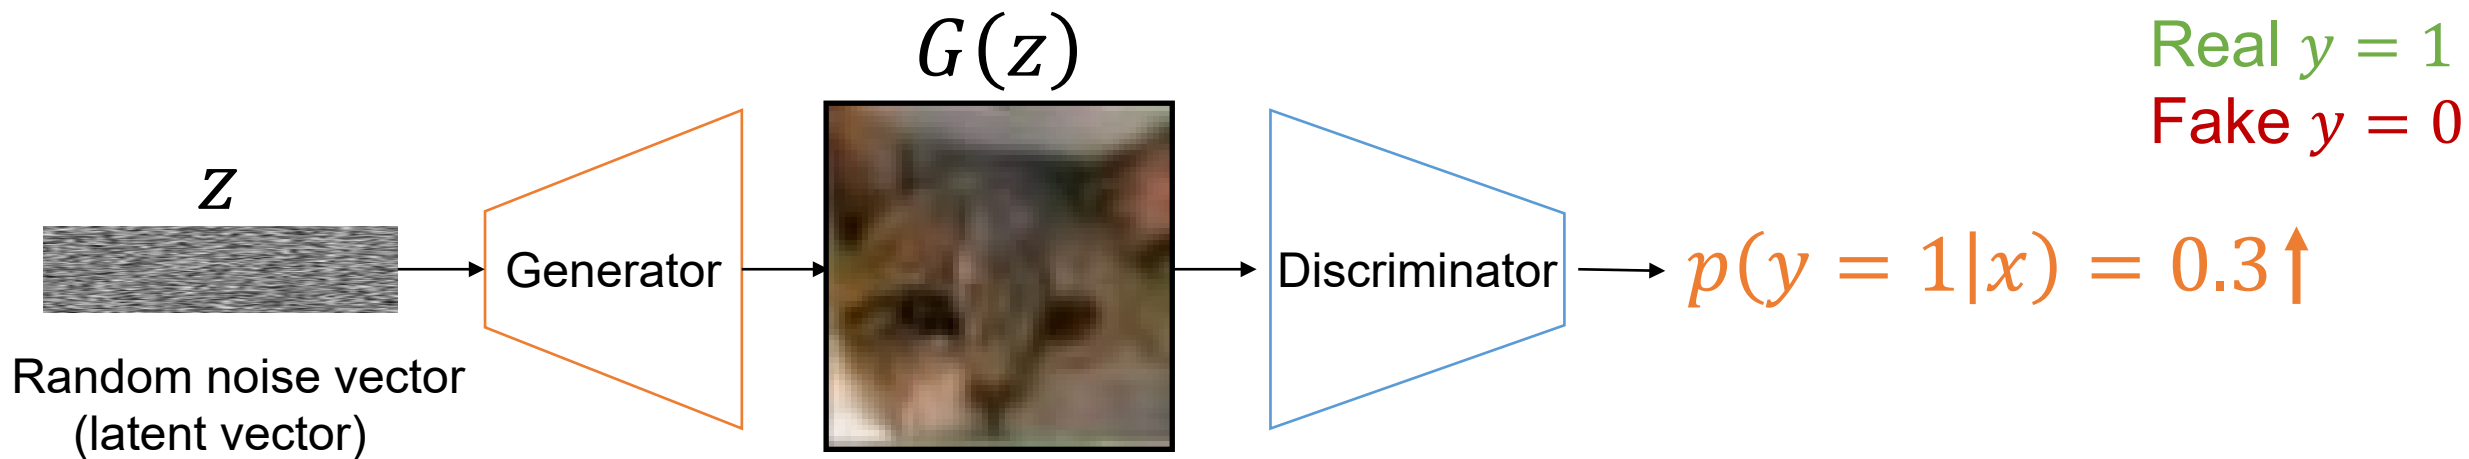 G(z)
Real y = 1
Fake y = 0
z
Generator
Discriminator
p(y = 1|x) = 0.3↑
Random noise vector
(latent vector)